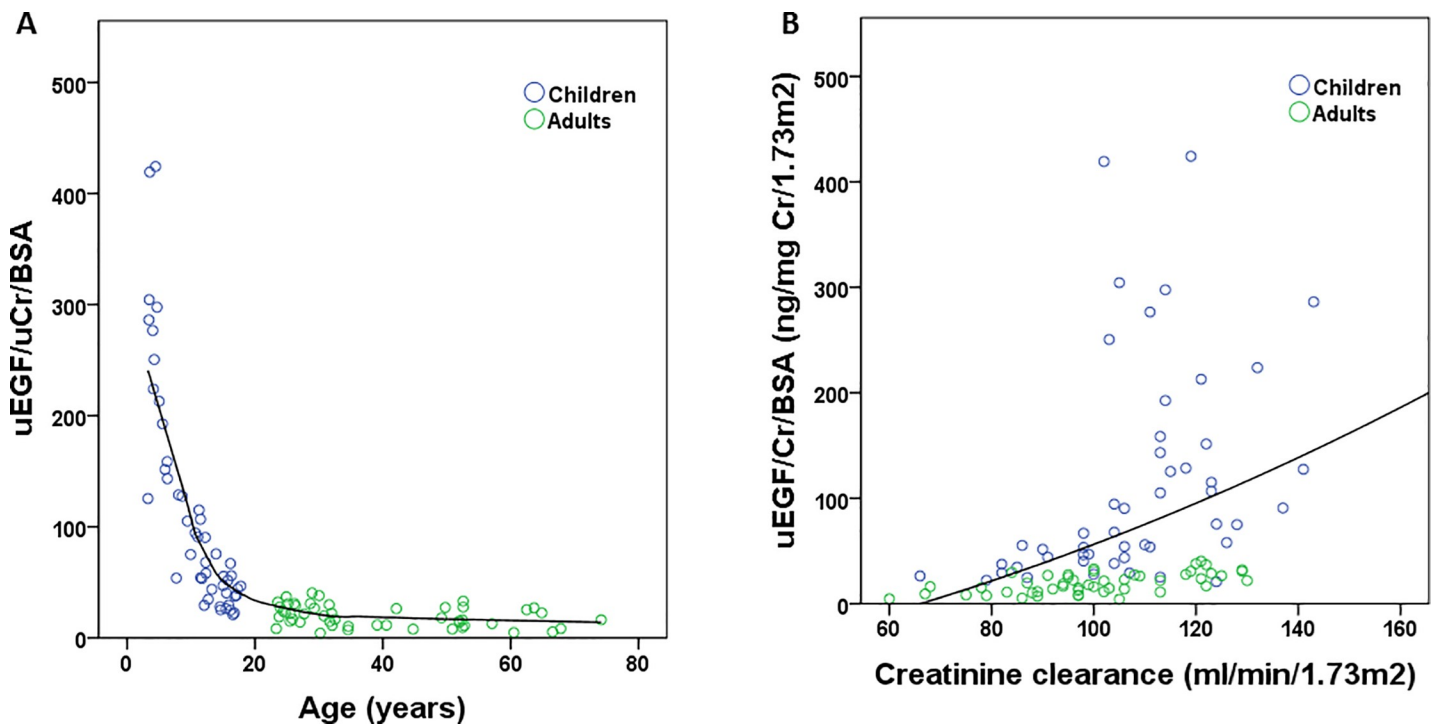 A
uEGF/uCr/BSA
500
400
300
200
100
0
Children
Adults
0 20 40 60 80
Age (years)
B
uEGF/Cr/BSA (ng/mg Cr/1.73m2)
500
400
300
200
100
0
Children
Adults
60 80 100 120 140 160
Creatinine clearance (ml/min/1.73m2)